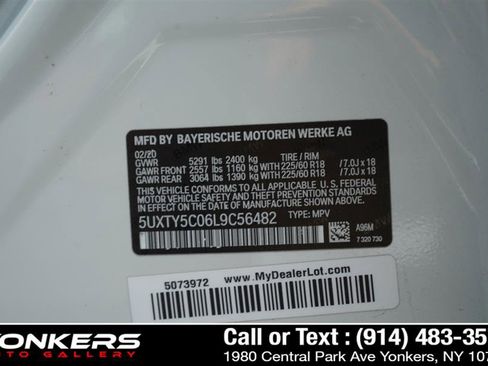 MFD BY BAYERISCHE MOTOREN WERKE AG
02/20
GVWR 5291 lbs 2400 kg TIRE / RIM
GAWR FRONT 2557 lbs 1160 kg WITH 225/60 R18 /7.0J x 18
GAWR REAR 3064 lbs 1390 kg WITH 225/60 R18 /7.0J x 18
THIS VEHICLE CONFORMS TO ALL APPLICABLE U.S. FEDERAL
MOTOR VEHICLE SAFETY, BUMPER, AND THEFT PREVENTION
STANDARDS IN EFFECT ON THE DATE OF MANUFACTURE
SHOWN ABOVE.
5UXTY5C06L9C56482 TYPE: MPV
A96M
7 320 730
5073972 www.MyDealerLot.com
YONKERS
AUTO GALLERY
Call or Text : (914) 483-35
1980 Central Park Ave Yonkers, NY 107